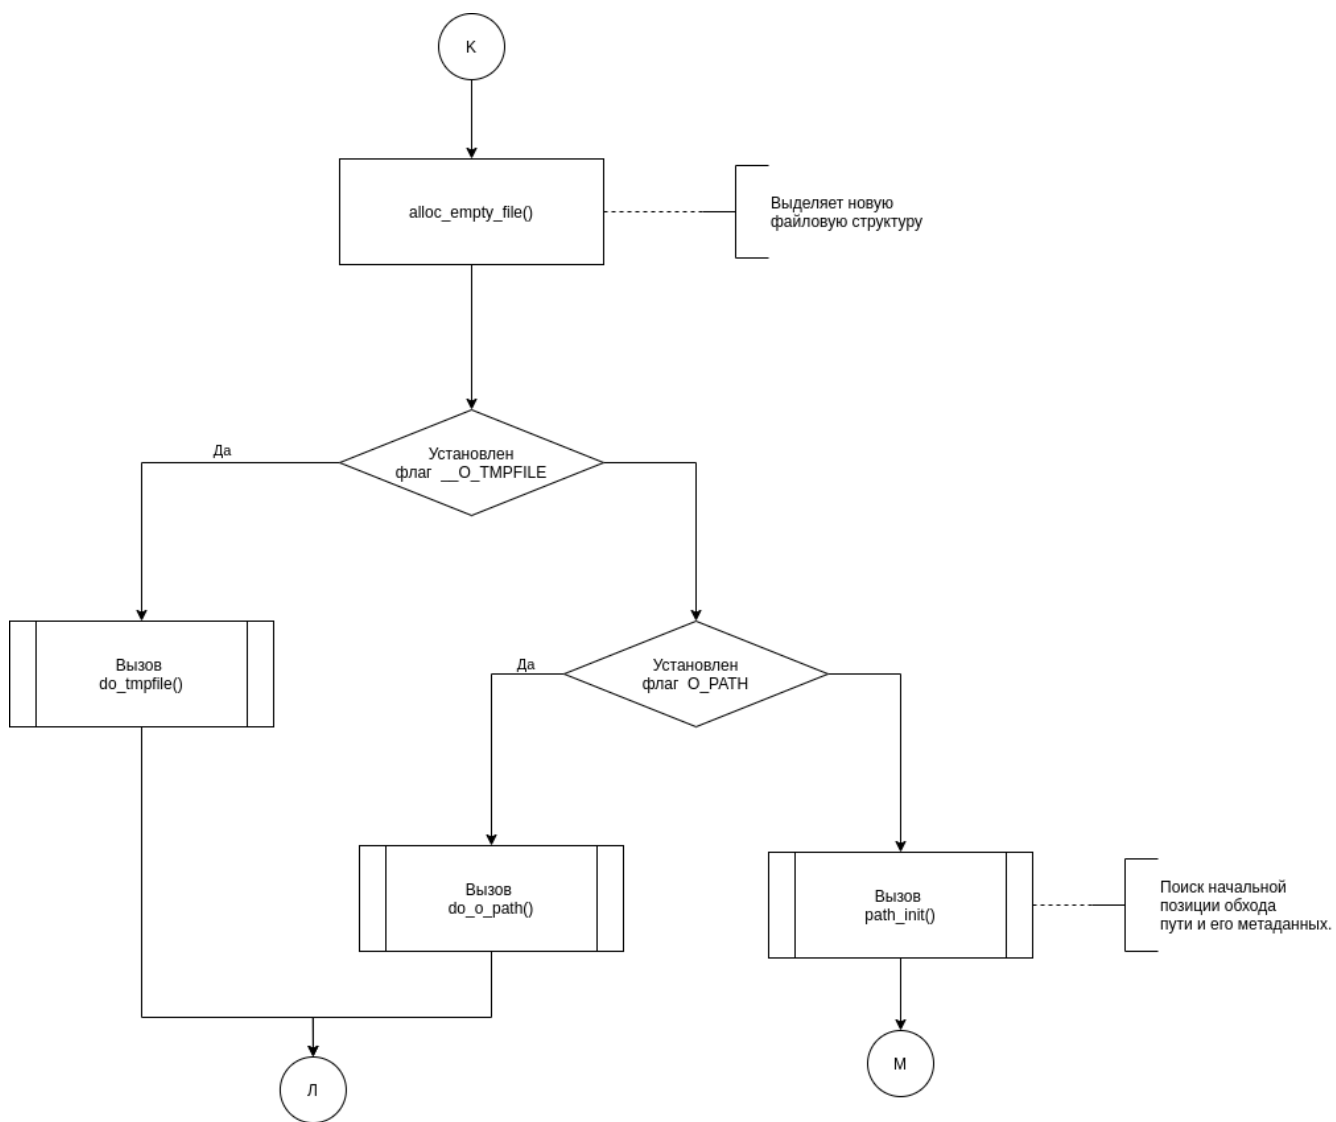 К
alloc_empty_file()
Выделяет новую
файловую структуру
Да
Установлен
флаг __O_TMPFILE
Вызов
do_tmpfile()
Да
Установлен
флаг O_PATH
Вызов
do_o_path()
Вызов
path_init()
Поиск начальной
позиции обхода
пути и его метаданных.
Л
М